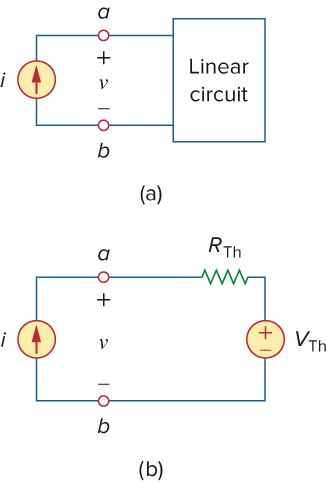 a
+
i
v
Linear
circuit
−
b
(a)
R_Th
a
+
i
v
+
−
V_Th
−
b
(b)